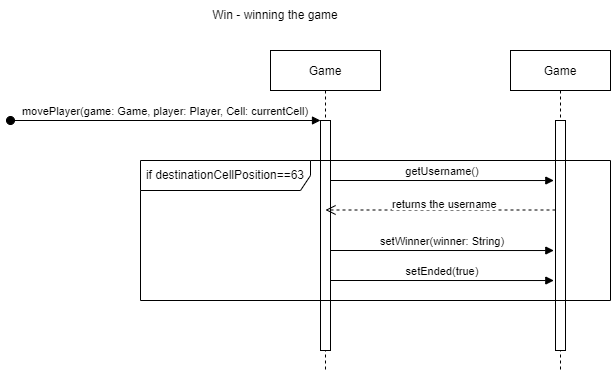 Win - winning the game
Game
Game
movePlayer(game: Game, player: Player, Cell: currentCell)
if destinationCellPosition==63
getUsername()
returns the username
setWinner(winner: String)
setEnded(true)